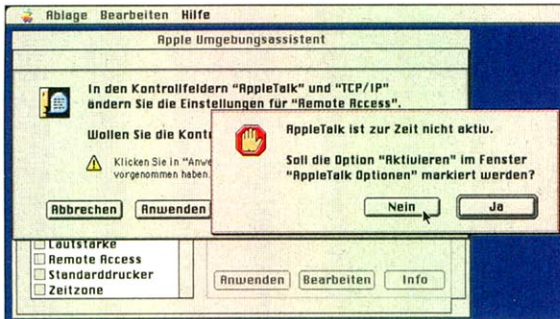 Ablage Bearbeiten Hilfe
Apple Umgebungsassistent
In den Kontrollfeldern "AppleTalk" und "TCP/IP"
ändern Sie die Einstellungen für "Remote Access".
Wollen Sie die Kont
Klicken Sie in "Anwe
vorgenommen haben.
Abbrechen Anwenden
AppleTalk ist zur Zeit nicht aktiv.
Soll die Option "Aktivieren" im Fenster
"AppleTalk Optionen" markiert werden?
Nein Ja
Lautstärke
Remote Access
Standarddrucker
Zeitzone
Anwenden Bearbeiten Info